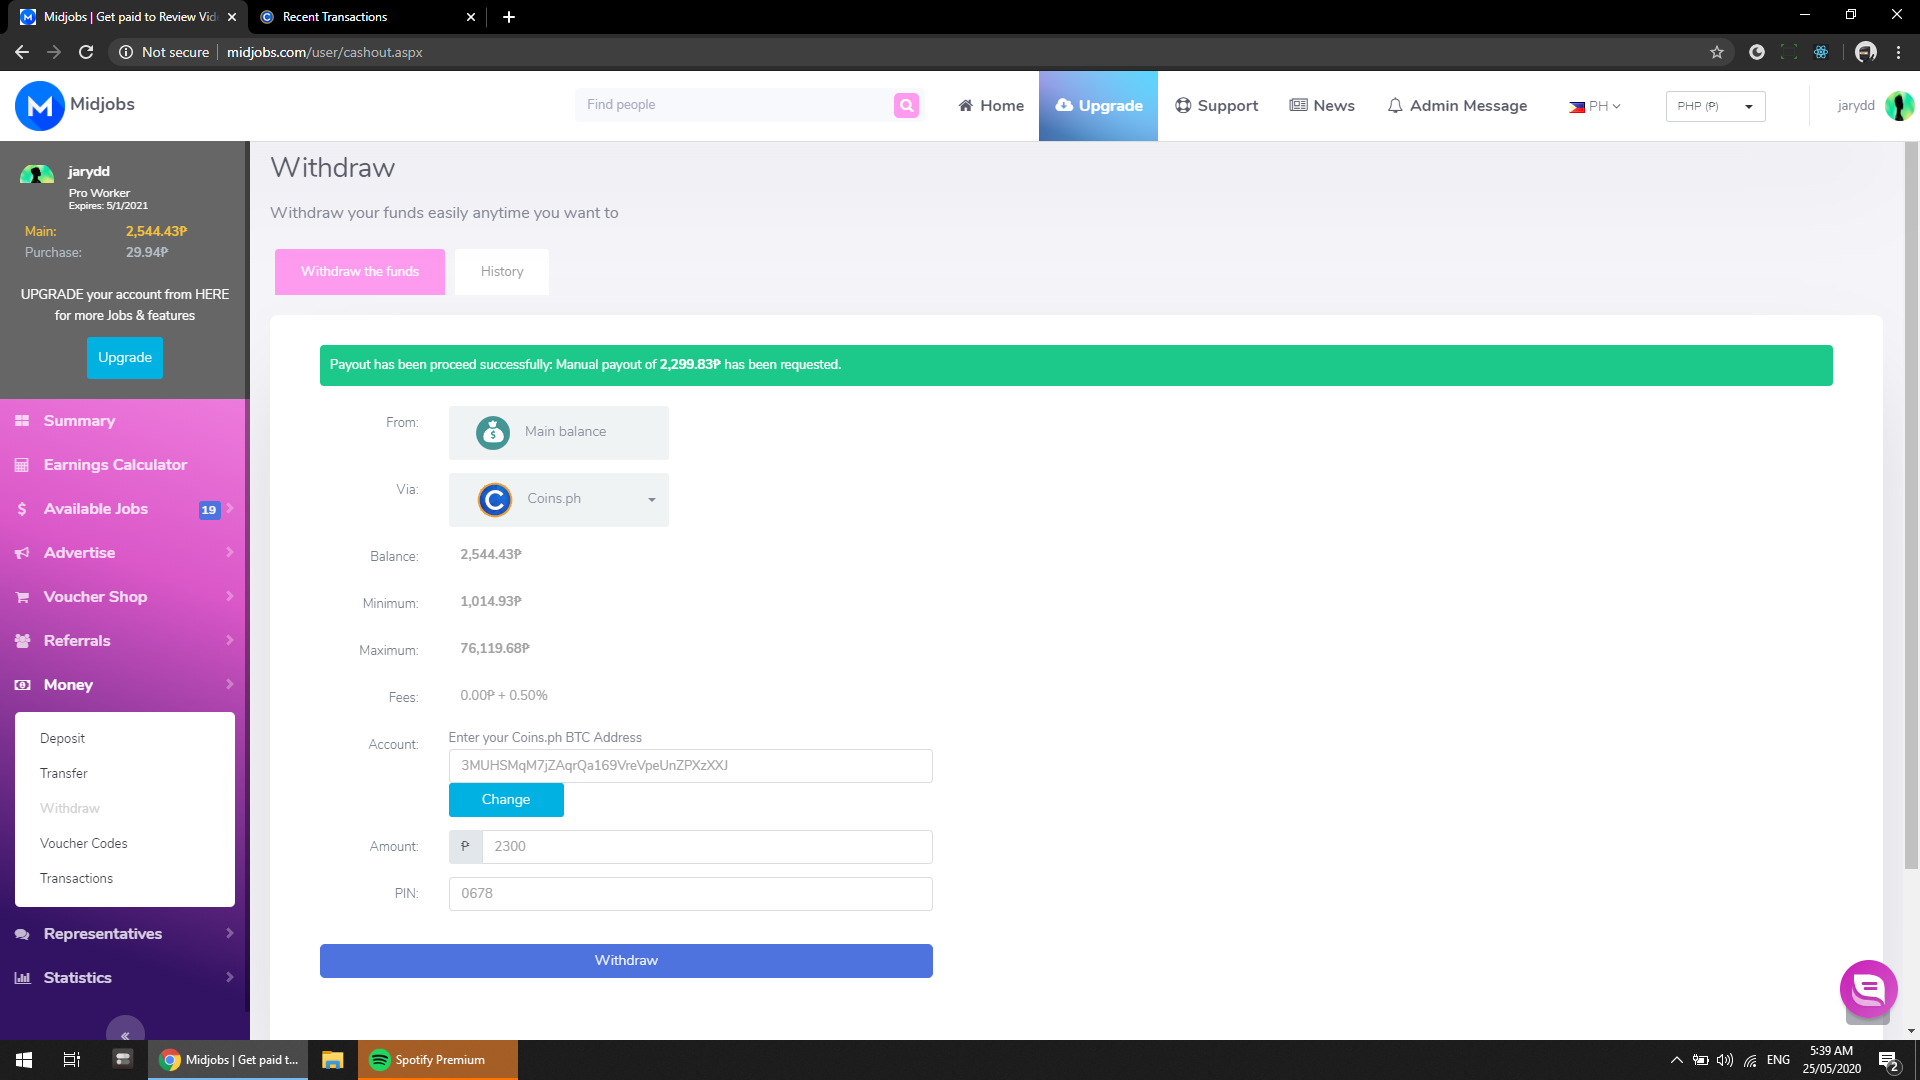 Midjobs | Get paid to Review Vid
Recent Transactions
Not secure
midjobs.com/user/cashout.aspx
Midjobs
Find people
Home
Upgrade
Support
News
Admin Message
PH
PHP (₱)
jarydd
jarydd
Pro Worker
Expires: 5/1/2021
Main: 2,544.43₱
Purchase: 29.94₱
UPGRADE your account from HERE
for more Jobs & features
Upgrade
Summary
Earnings Calculator
Available Jobs 19
Advertise
Voucher Shop
Referrals
Money
Deposit
Transfer
Withdraw
Voucher Codes
Transactions
Representatives
Statistics
«
Withdraw
Withdraw your funds easily anytime you want to
Withdraw the funds
History
Payout has been proceed successfully: Manual payout of 2,299.83₱ has been requested.
From: Main balance
Via: Coins.ph
Balance: 2,544.43₱
Minimum: 1,014.93₱
Maximum: 76,119.68₱
Fees: 0.00₱ + 0.50%
Account: Enter your Coins.ph BTC Address
3MUHSMqM7jZAqrQa169VreVpeUnZPXzXXJ
Change
Amount: ₱ 2300
PIN: 0678
Withdraw
Midjobs | Get paid t...
Spotify Premium
ENG
5:39 AM
25/05/2020
2